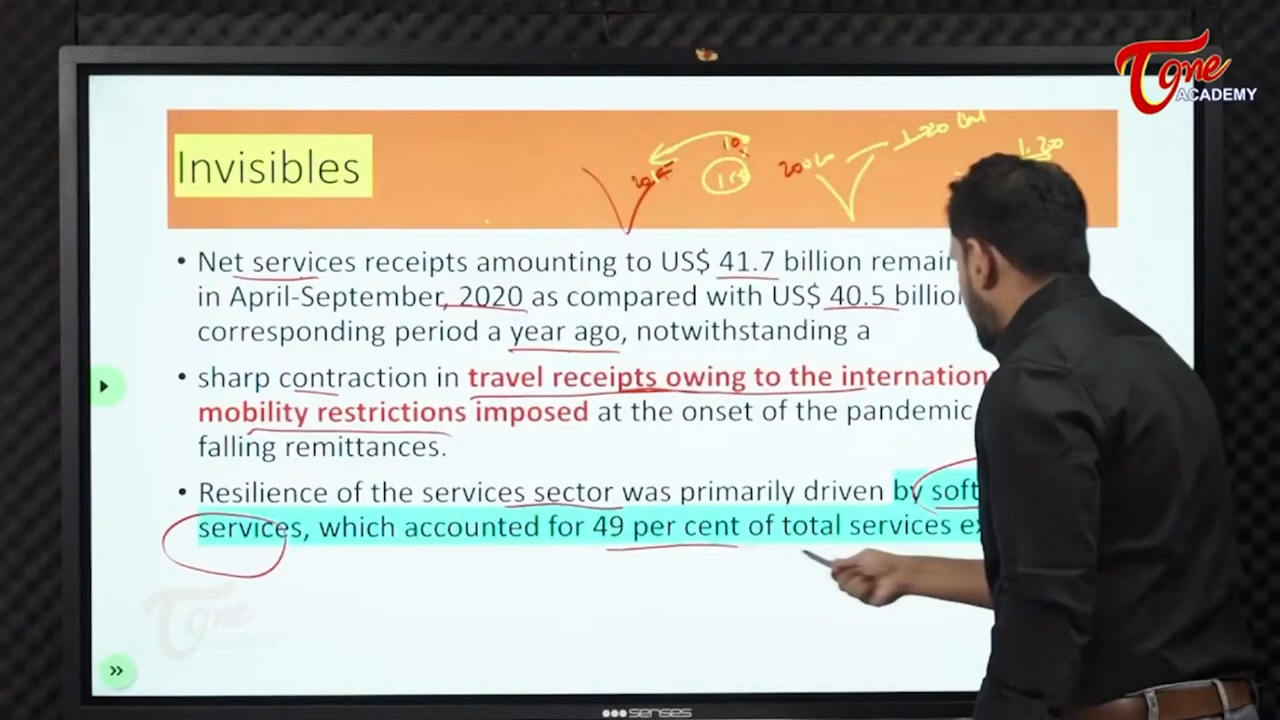 Tone
ACADEMY
Invisibles
• Net services receipts amounting to US$ 41.7 billion remain
in April-September, 2020 as compared with US$ 40.5 billio
corresponding period a year ago, notwithstanding a
• sharp contraction in travel receipts owing to the internation
mobility restrictions imposed at the onset of the pandemic
falling remittances.
• Resilience of the services sector was primarily driven by soft
services, which accounted for 49 per cent of total services ex
Tone
senses